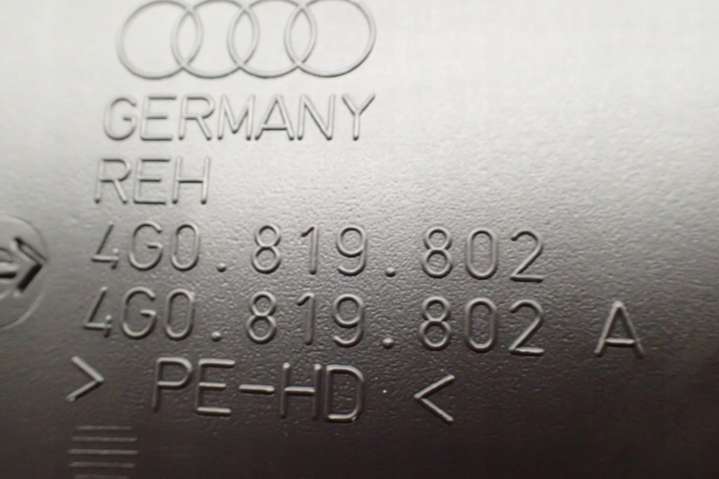 GERMANY
REH
4G0.819.802
4G0.819.802 A
> PE-HD <